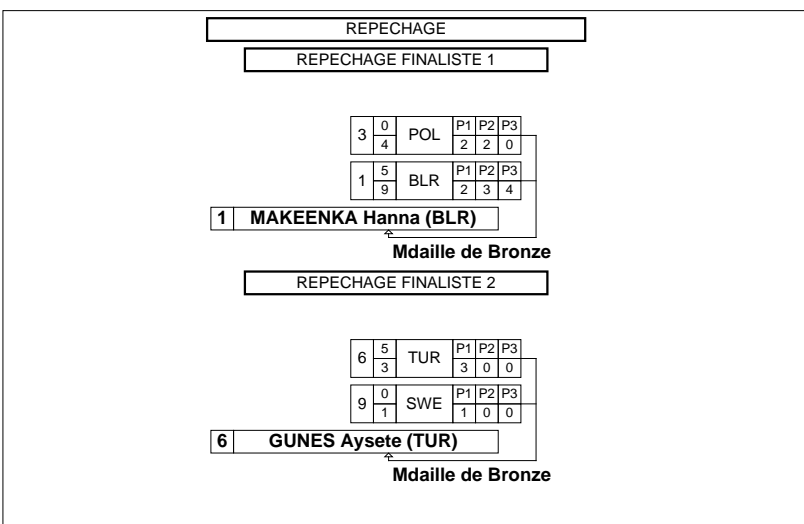 REPECHAGE
REPECHAGE FINALISTE 1
3 0 POL P1 P2 P3
4 2 2 0
1 5 BLR P1 P2 P3
9 2 3 4
1 MAKEENKA Hanna (BLR)
Mdaille de Bronze
REPECHAGE FINALISTE 2
6 5 TUR P1 P2 P3
3 3 0 0
9 0 SWE P1 P2 P3
1 1 0 0
6 GUNES Aysete (TUR)
Mdaille de Bronze